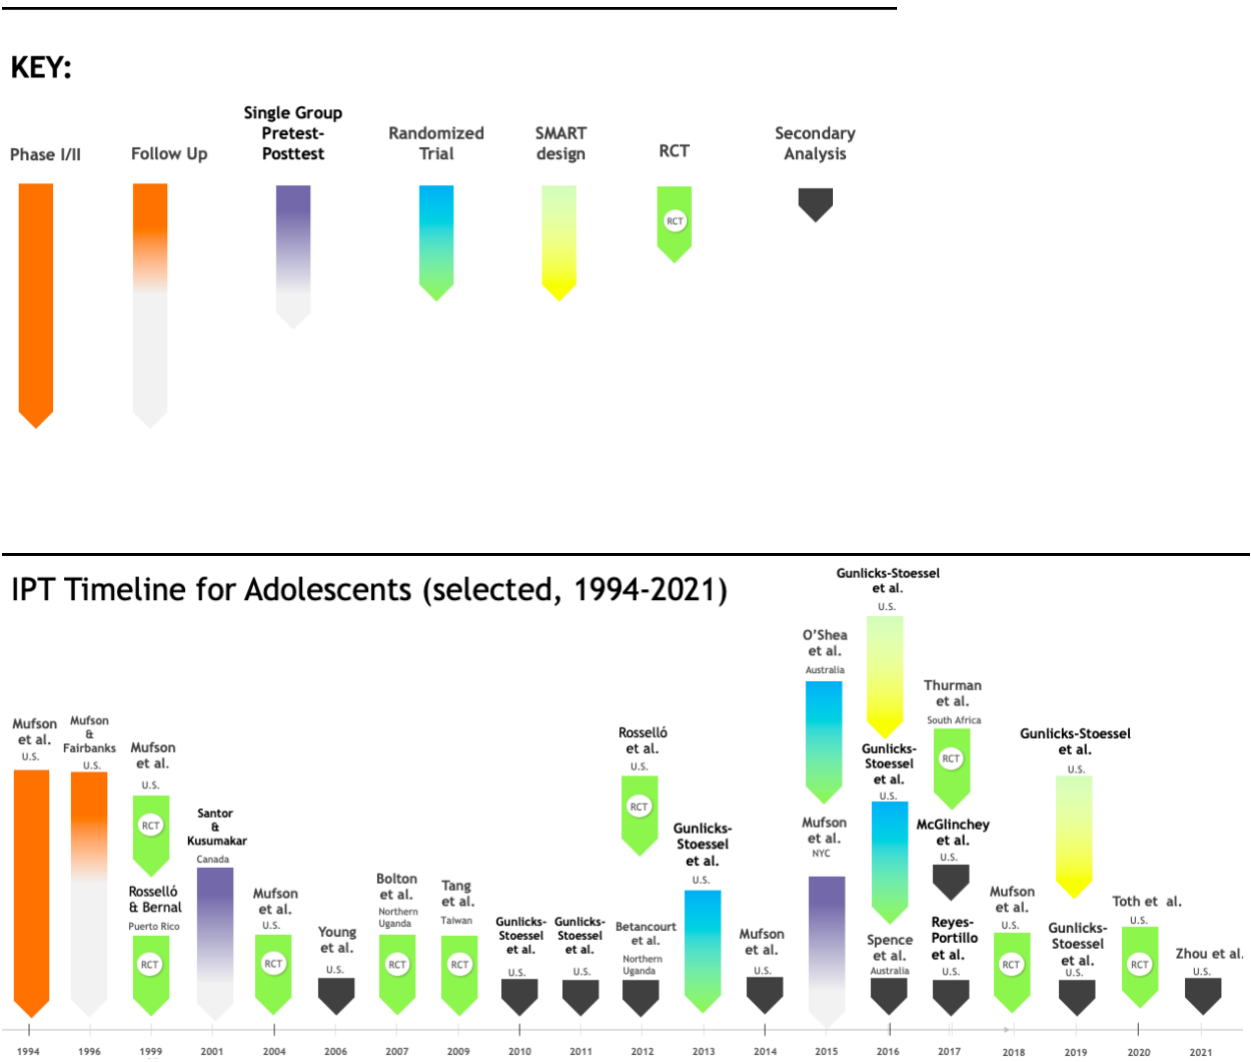 KEY:
Phase I/II
Follow Up
Single Group
Pretest-
Posttest
Randomized
Trial
SMART
design
RCT
Secondary
Analysis
RCT
IPT Timeline for Adolescents (selected, 1994-2021)
Mufson
et al.
U.S.
Mufson
&
Fairbanks
U.S.
Mufson
et al.
U.S.
RCT
Rosselló
& Bernal
Puerto Rico
RCT
Santor
&
Kusumakar
Canada
Mufson
et al.
U.S.
RCT
Young
et al.
U.S.
Bolton
et al.
Northern
Uganda
RCT
Tang
et al.
Taiwan
RCT
Gunlicks-
Stoessel
et al.
U.S.
Gunlicks-
Stoessel
et al.
U.S.
Rosselló
et al.
U.S.
RCT
Betancourt
et al.
Northern
Uganda
Gunlicks-
Stoessel
et al.
U.S.
Mufson
et al.
U.S.
O'Shea
et al.
Australia
Mufson
et al.
NYC
Gunlicks-Stoessel
et al.
U.S.
Gunlicks-
Stoessel
et al.
U.S.
Spence
et al.
Australia
Thurman
et al.
South Africa
RCT
McGlinchey
et al.
U.S.
Reyes-
Portillo
et al.
U.S.
Mufson
et al.
U.S.
RCT
Gunlicks-Stoessel
et al.
U.S.
Gunlicks-
Stoessel
et al.
U.S.
Toth et al.
U.S.
RCT
Zhou et al.
U.S.
1994 1996 1999 2001 2004 2006 2007 2009 2010 2011 2012 2013 2014 2015 2016 2017 2018 2019 2020 2021